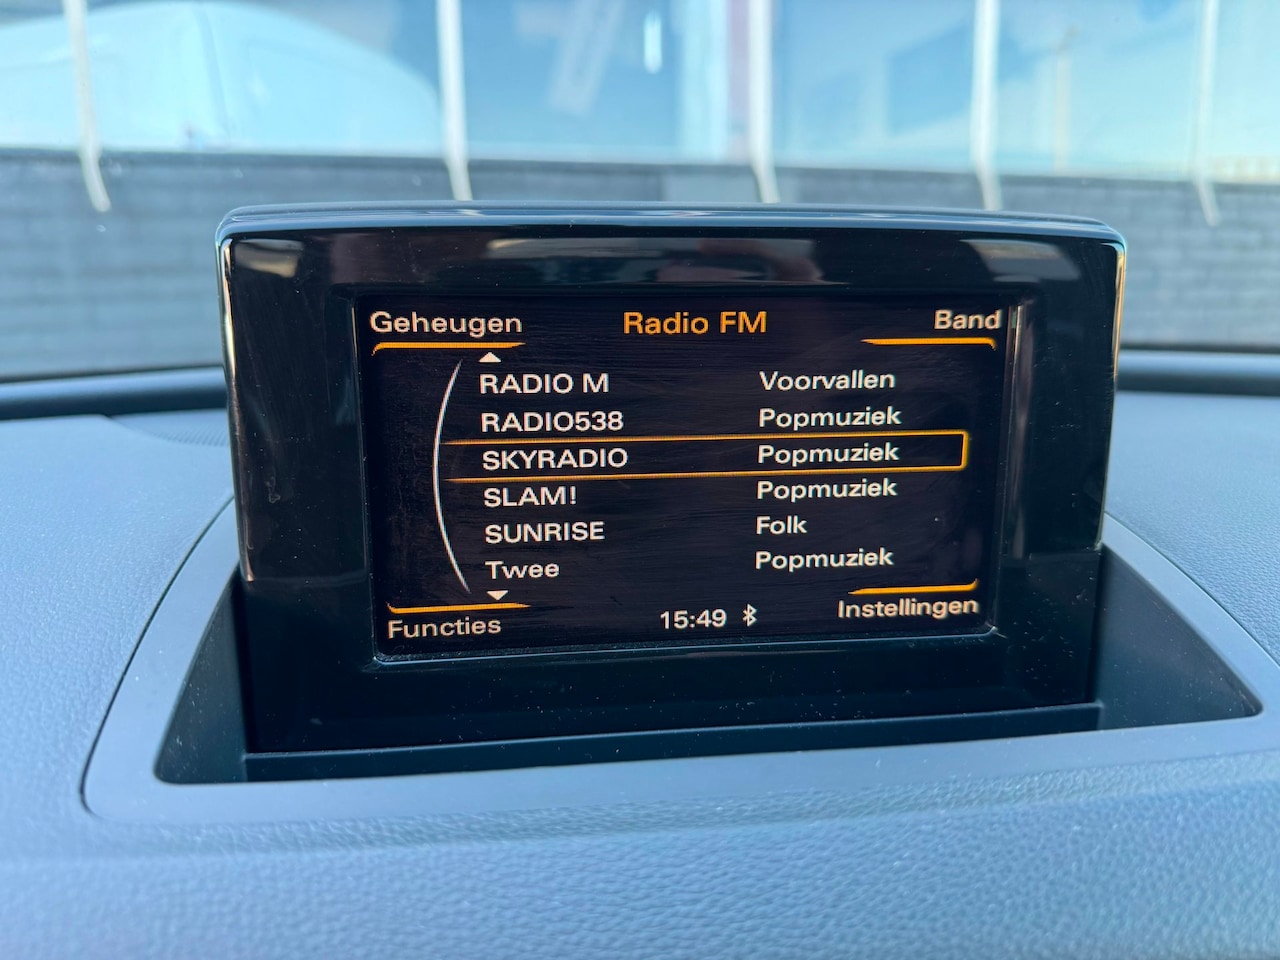 Geheugen Radio FM Band
RADIO M Voorvallen
RADIO538 Popmuziek
SKYRADIO Popmuziek
SLAM! Popmuziek
SUNRISE Folk
Twee Popmuziek
Functies 15:49 Instellingen